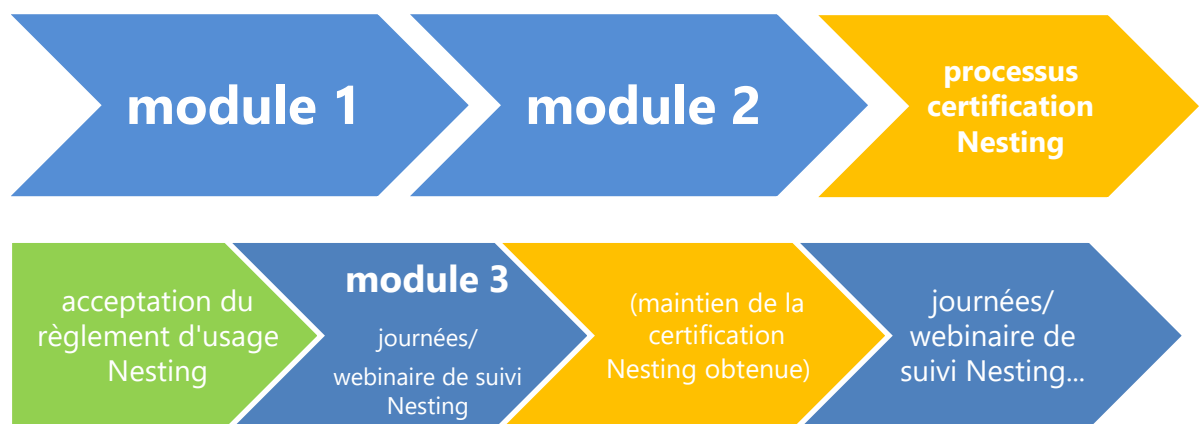 module 1
module 2
processus
certification
Nesting
acceptation du
règlement d'usage
Nesting
module 3
journées/
webinaire de suivi
Nesting
(maintien de la
certification
Nesting obtenue)
journées/
webinaire de
suivi Nesting...